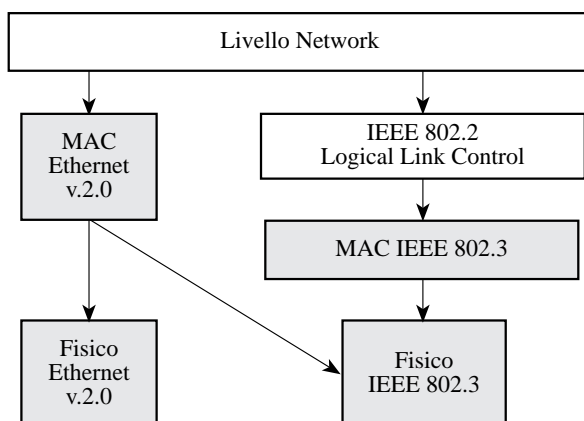 Livello Network
MAC
Ethernet
v.2.0
IEEE 802.2
Logical Link Control
MAC IEEE 802.3
Fisico
Ethernet
v.2.0
Fisico
IEEE 802.3